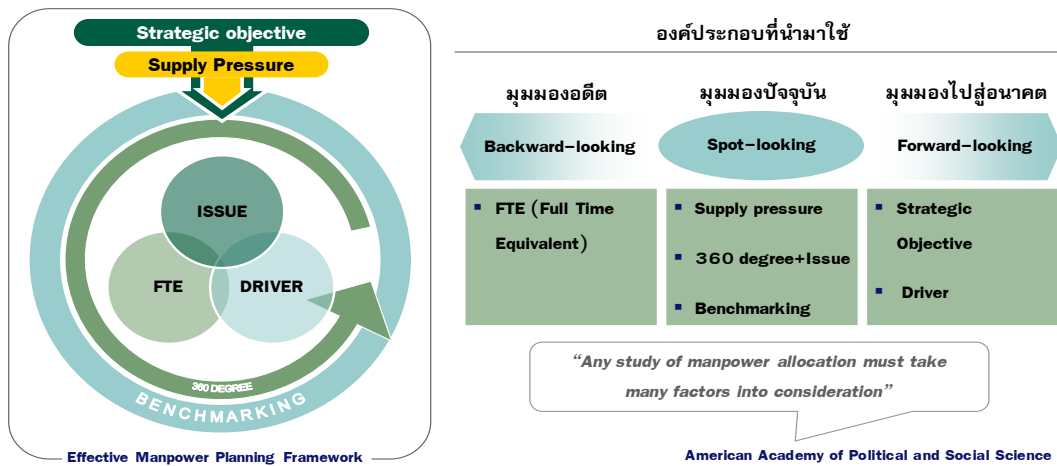 Strategic objective
Supply Pressure
ISSUE
FTE
DRIVER
360 DEGREE
BENCHMARKING
Effective Manpower Planning Framework
องค์ประกอบที่นำมาใช้
มุมมองอดีต
มุมมองปัจจุบัน
มุมมองไปสู่อนาคต
Backward-looking
Spot-looking
Forward-looking
▪ FTE (Full Time
Equivalent)
▪ Supply pressure
▪ 360 degree+Issue
▪ Benchmarking
▪ Strategic
Objective
▪ Driver
“Any study of manpower allocation must take
many factors into consideration”
American Academy of Political and Social Science